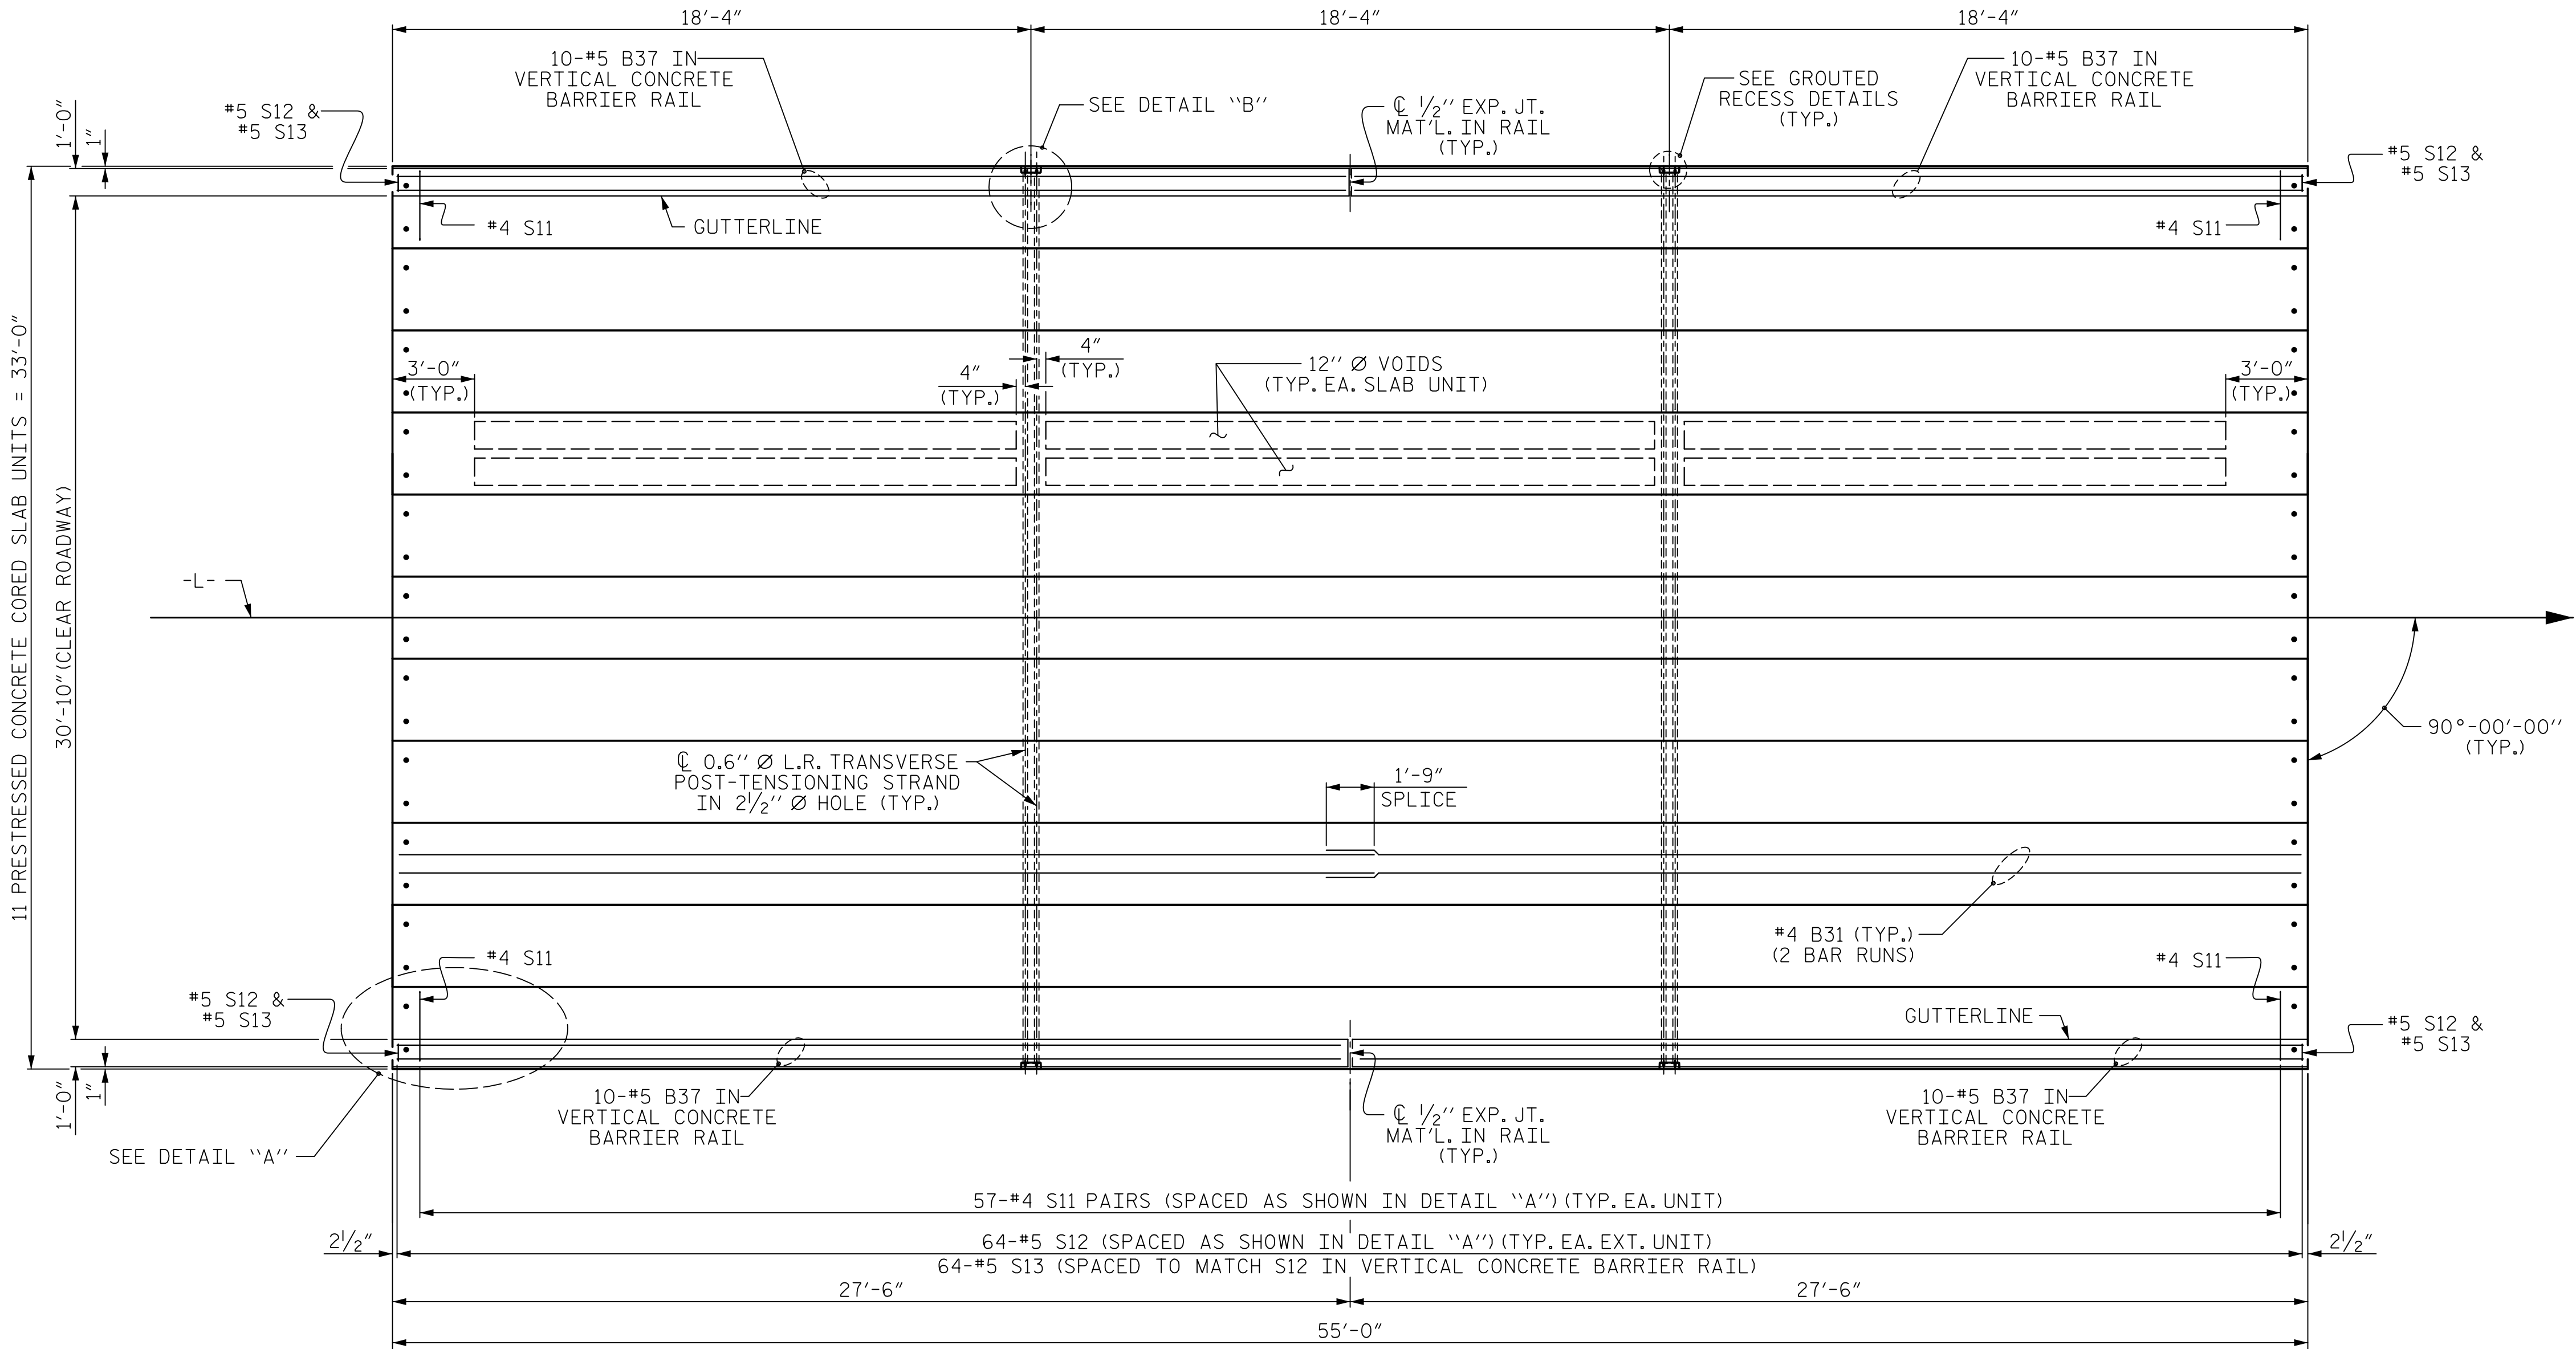 18'-4"
18'-4"
18'-4"
10-#5 B37 IN
VERTICAL CONCRETE
BARRIER RAIL
SEE DETAIL "B"
℄ 1/2" EXP. JT.
MAT'L. IN RAIL
(TYP.)
SEE GROUTED
RECESS DETAILS
(TYP.)
10-#5 B37 IN
VERTICAL CONCRETE
BARRIER RAIL
1'-0"
1"
#5 S12 &
#5 S13
#5 S12 &
#5 S13
#4 S11
GUTTERLINE
#4 S11
11 PRESTRESSED CONCRETE CORED SLAB UNITS = 33'-0"
30'-10" (CLEAR ROADWAY)
3'-0"
(TYP.)
4"
(TYP.)
4"
(TYP.)
12" Ø VOIDS
(TYP. EA. SLAB UNIT)
3'-0"
(TYP.)
-L-
90°-00'-00"
(TYP.)
℄ 0.6" Ø L.R. TRANSVERSE
POST-TENSIONING STRAND
IN 2 1/2" Ø HOLE (TYP.)
1'-9"
SPLICE
#4 B31 (TYP.)
(2 BAR RUNS)
#4 S11
#4 S11
#5 S12 &
#5 S13
GUTTERLINE
#5 S12 &
#5 S13
1'-0"
1"
SEE DETAIL "A"
10-#5 B37 IN
VERTICAL CONCRETE
BARRIER RAIL
℄ 1/2" EXP. JT.
MAT'L. IN RAIL
(TYP.)
10-#5 B37 IN
VERTICAL CONCRETE
BARRIER RAIL
57-#4 S11 PAIRS (SPACED AS SHOWN IN DETAIL "A") (TYP. EA. UNIT)
2 1/2"
64-#5 S12 (SPACED AS SHOWN IN DETAIL "A") (TYP. EA. EXT. UNIT)
2 1/2"
64-#5 S13 (SPACED TO MATCH S12 IN VERTICAL CONCRETE BARRIER RAIL)
27'-6"
27'-6"
55'-0"